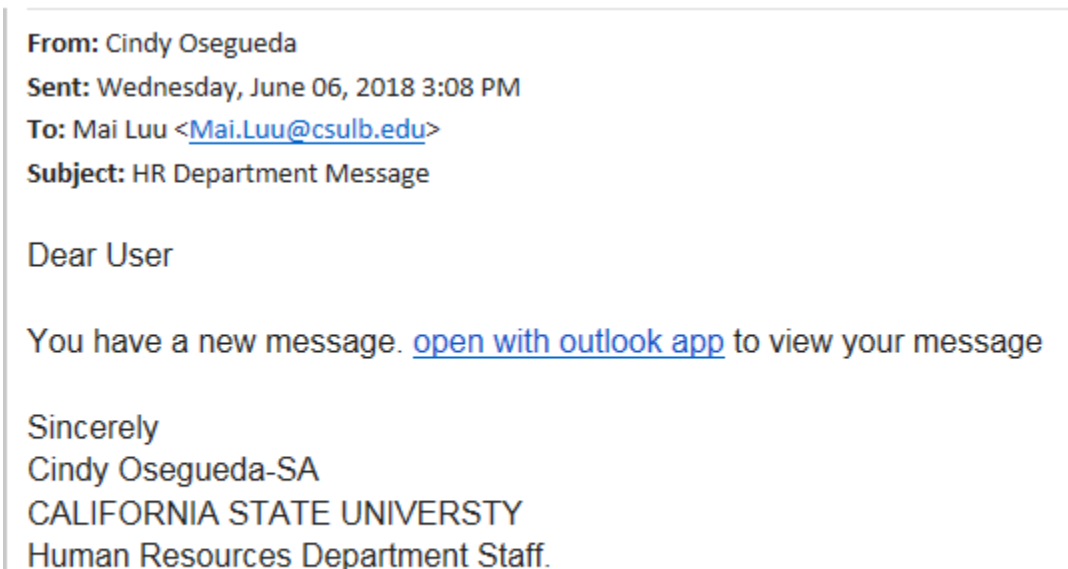 From: Cindy Osegueda
Sent: Wednesday, June 06, 2018 3:08 PM
To: Mai Luu <Mai.Luu@csulb.edu>
Subject: HR Department Message
Dear User
You have a new message. open with outlook app to view your message
Sincerely
Cindy Osegueda-SA
CALIFORNIA STATE UNIVERSTY
Human Resources Department Staff.